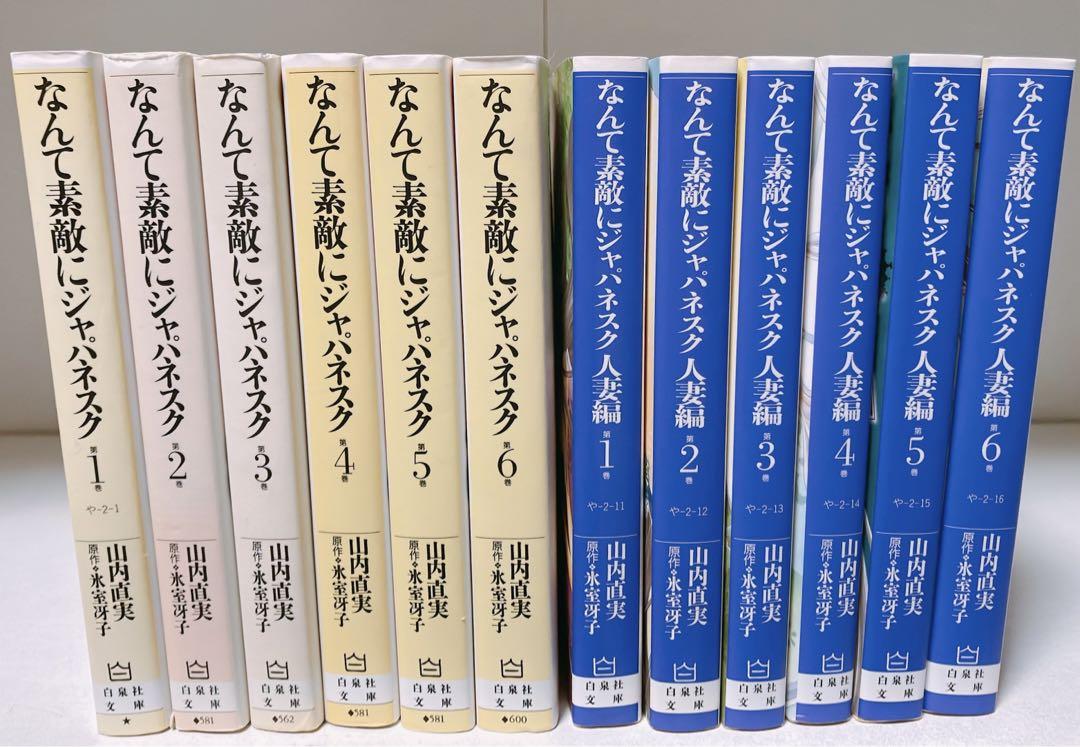 なんて素敵にジャパネスク
第1巻
や-2-1
山内直実
原作❖氷室冴子
白泉社
文庫
★
なんて素敵にジャパネスク
第2巻
山内直実
原作❖氷室冴子
白泉社
文庫
◆581
なんて素敵にジャパネスク
第3巻
山内直実
原作❖氷室冴子
白泉社
文庫
◆562
なんて素敵にジャパネスク
第4巻
山内直実
原作❖氷室冴子
白泉社
文庫
◆581
なんて素敵にジャパネスク
第5巻
山内直実
原作❖氷室冴子
白泉社
文庫
◆581
なんて素敵にジャパネスク
第6巻
山内直実
原作❖氷室冴子
白泉社
文庫
◆600
なんて素敵にジャパネスク 人妻編
第1巻
や-2-11
山内直実
原作❖氷室冴子
白泉社
文庫
なんて素敵にジャパネスク 人妻編
第2巻
や-2-12
山内直実
原作❖氷室冴子
白泉社
文庫
なんて素敵にジャパネスク 人妻編
第3巻
や-2-13
山内直実
原作❖氷室冴子
白泉社
文庫
なんて素敵にジャパネスク 人妻編
第4巻
や-2-14
山内直実
原作❖氷室冴子
白泉社
文庫
なんて素敵にジャパネスク 人妻編
第5巻
や-2-15
山内直実
原作❖氷室冴子
白泉社
文庫
なんて素敵にジャパネスク 人妻編
第6巻
や-2-16
山内直実
原作❖氷室冴子
白泉社
文庫